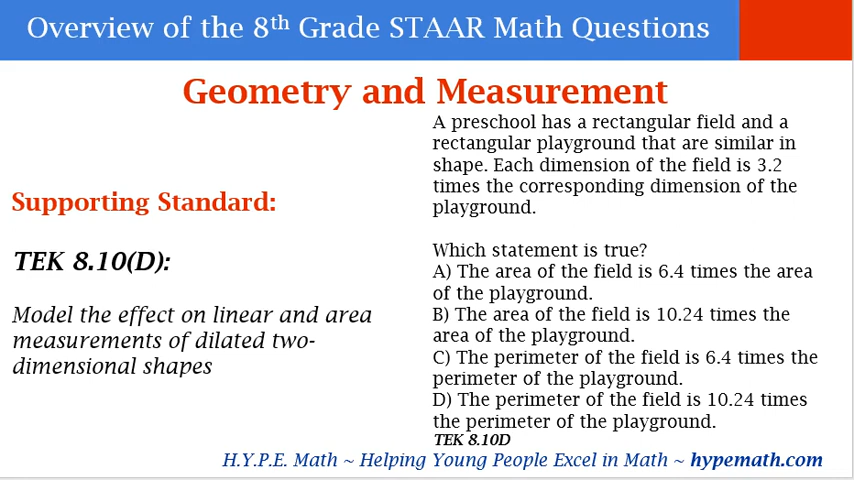 Overview of the 8th Grade STAAR Math Questions
Geometry and Measurement
Supporting Standard:
TEK 8.10(D):
Model the effect on linear and area
measurements of dilated two-
dimensional shapes
A preschool has a rectangular field and a
rectangular playground that are similar in
shape. Each dimension of the field is 3.2
times the corresponding dimension of the
playground.
Which statement is true?
A) The area of the field is 6.4 times the area
of the playground.
B) The area of the field is 10.24 times the
area of the playground.
C) The perimeter of the field is 6.4 times the
perimeter of the playground.
D) The perimeter of the field is 10.24 times
the perimeter of the playground.
TEK 8.10D
H.Y.P.E. Math ~ Helping Young People Excel in Math ~ hypemath.com